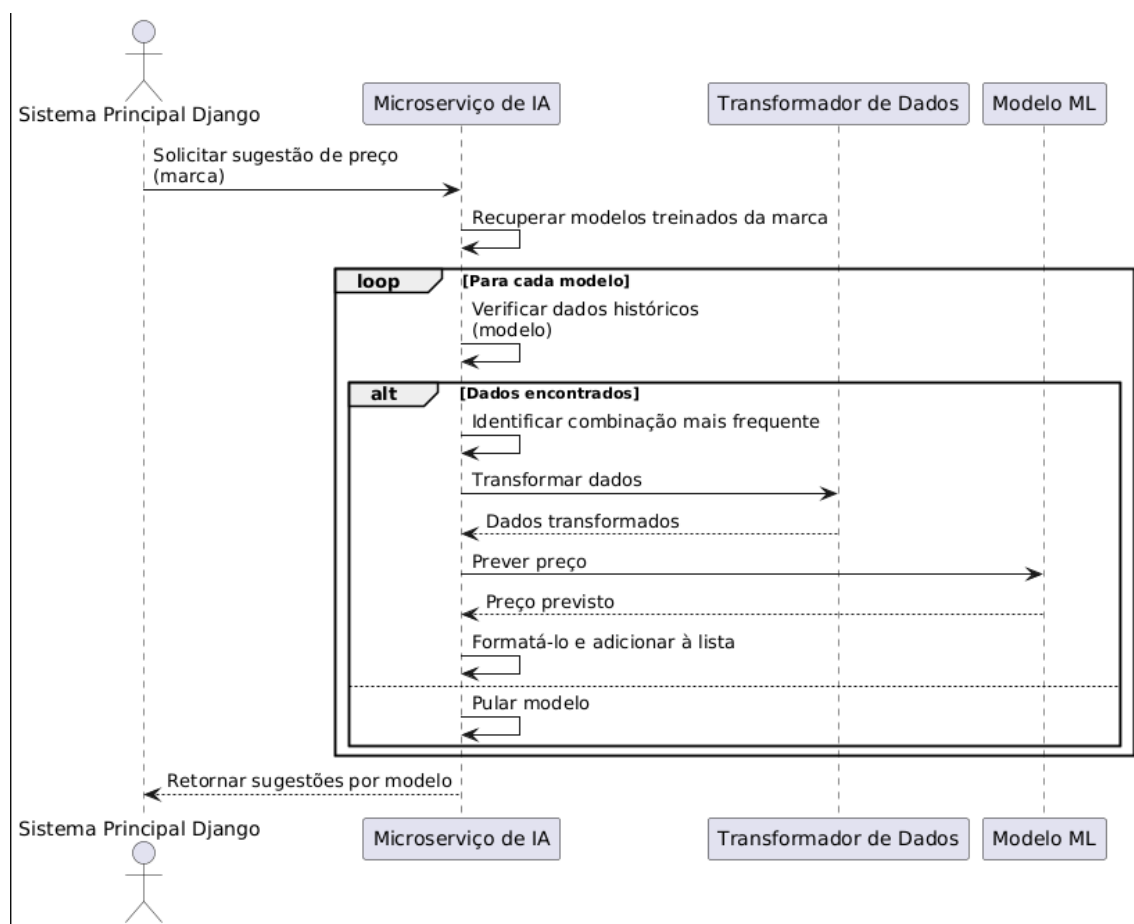 Sistema Principal Django
Microserviço de IA
Transformador de Dados
Modelo ML
Solicitar sugestão de preço
(marca)
Recuperar modelos treinados da marca
loop
[Para cada modelo]
Verificar dados históricos
(modelo)
alt
[Dados encontrados]
Identificar combinação mais frequente
Transformar dados
Dados transformados
Prever preço
Preço previsto
Formatá-lo e adicionar à lista
Pular modelo
Retornar sugestões por modelo
Sistema Principal Django
Microserviço de IA
Transformador de Dados
Modelo ML